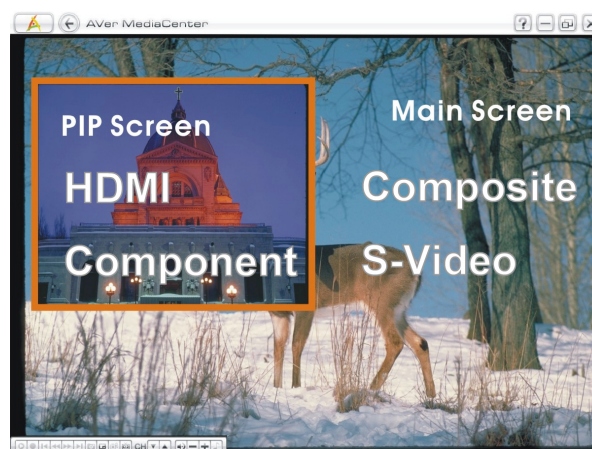 AVer MediaCenter
PIP Screen
HDMI
Component
Main Screen
Composite
S-Video
CH